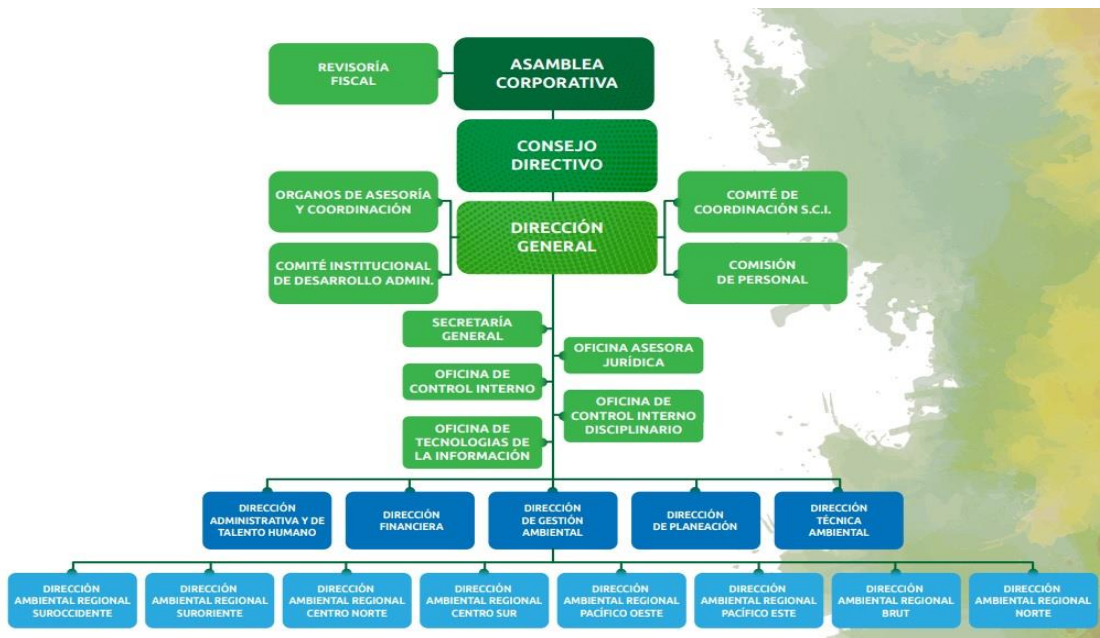 REVISORÍA
FISCAL
ASAMBLEA
CORPORATIVA
CONSEJO
DIRECTIVO
ORGANOS DE ASESORÍA
Y COORDINACIÓN
COMITÉ DE
COORDINACIÓN S.C.I.
DIRECCIÓN
GENERAL
COMITÉ INSTITUCIONAL
DE DESARROLLO ADMIN.
COMISIÓN
DE PERSONAL
SECRETARÍA
GENERAL
OFICINA ASESORA
JURÍDICA
OFICINA DE
CONTROL INTERNO
OFICINA DE
CONTROL INTERNO
DISCIPLINARIO
OFICINA DE
TECNOLOGIAS DE
LA INFORMACIÓN
DIRECCIÓN
ADMINISTRATIVA Y DE
TALENTO HUMANO
DIRECCIÓN
FINANCIERA
DIRECCIÓN
DE GESTIÓN
AMBIENTAL
DIRECCIÓN
DE PLANEACIÓN
DIRECCIÓN
TÉCNICA
AMBIENTAL
DIRECCIÓN
AMBIENTAL REGIONAL
SUROCCIDENTE
DIRECCIÓN
AMBIENTAL REGIONAL
SURORIENTE
DIRECCIÓN
AMBIENTAL REGIONAL
CENTRO NORTE
DIRECCIÓN
AMBIENTAL REGIONAL
CENTRO SUR
DIRECCIÓN
AMBIENTAL REGIONAL
PACÍFICO OESTE
DIRECCIÓN
AMBIENTAL REGIONAL
PACÍFICO ESTE
DIRECCIÓN
AMBIENTAL REGIONAL
BRUT
DIRECCIÓN
AMBIENTAL REGIONAL
NORTE